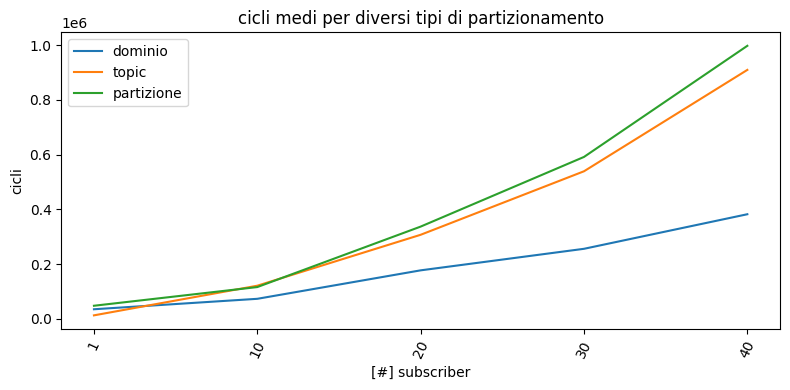 cicli medi per diversi tipi di partizionamento
1e6
1.0
0.8
0.6
0.4
0.2
0.0
cicli
dominio
topic
partizione
1
10
20
30
40
[#] subscriber